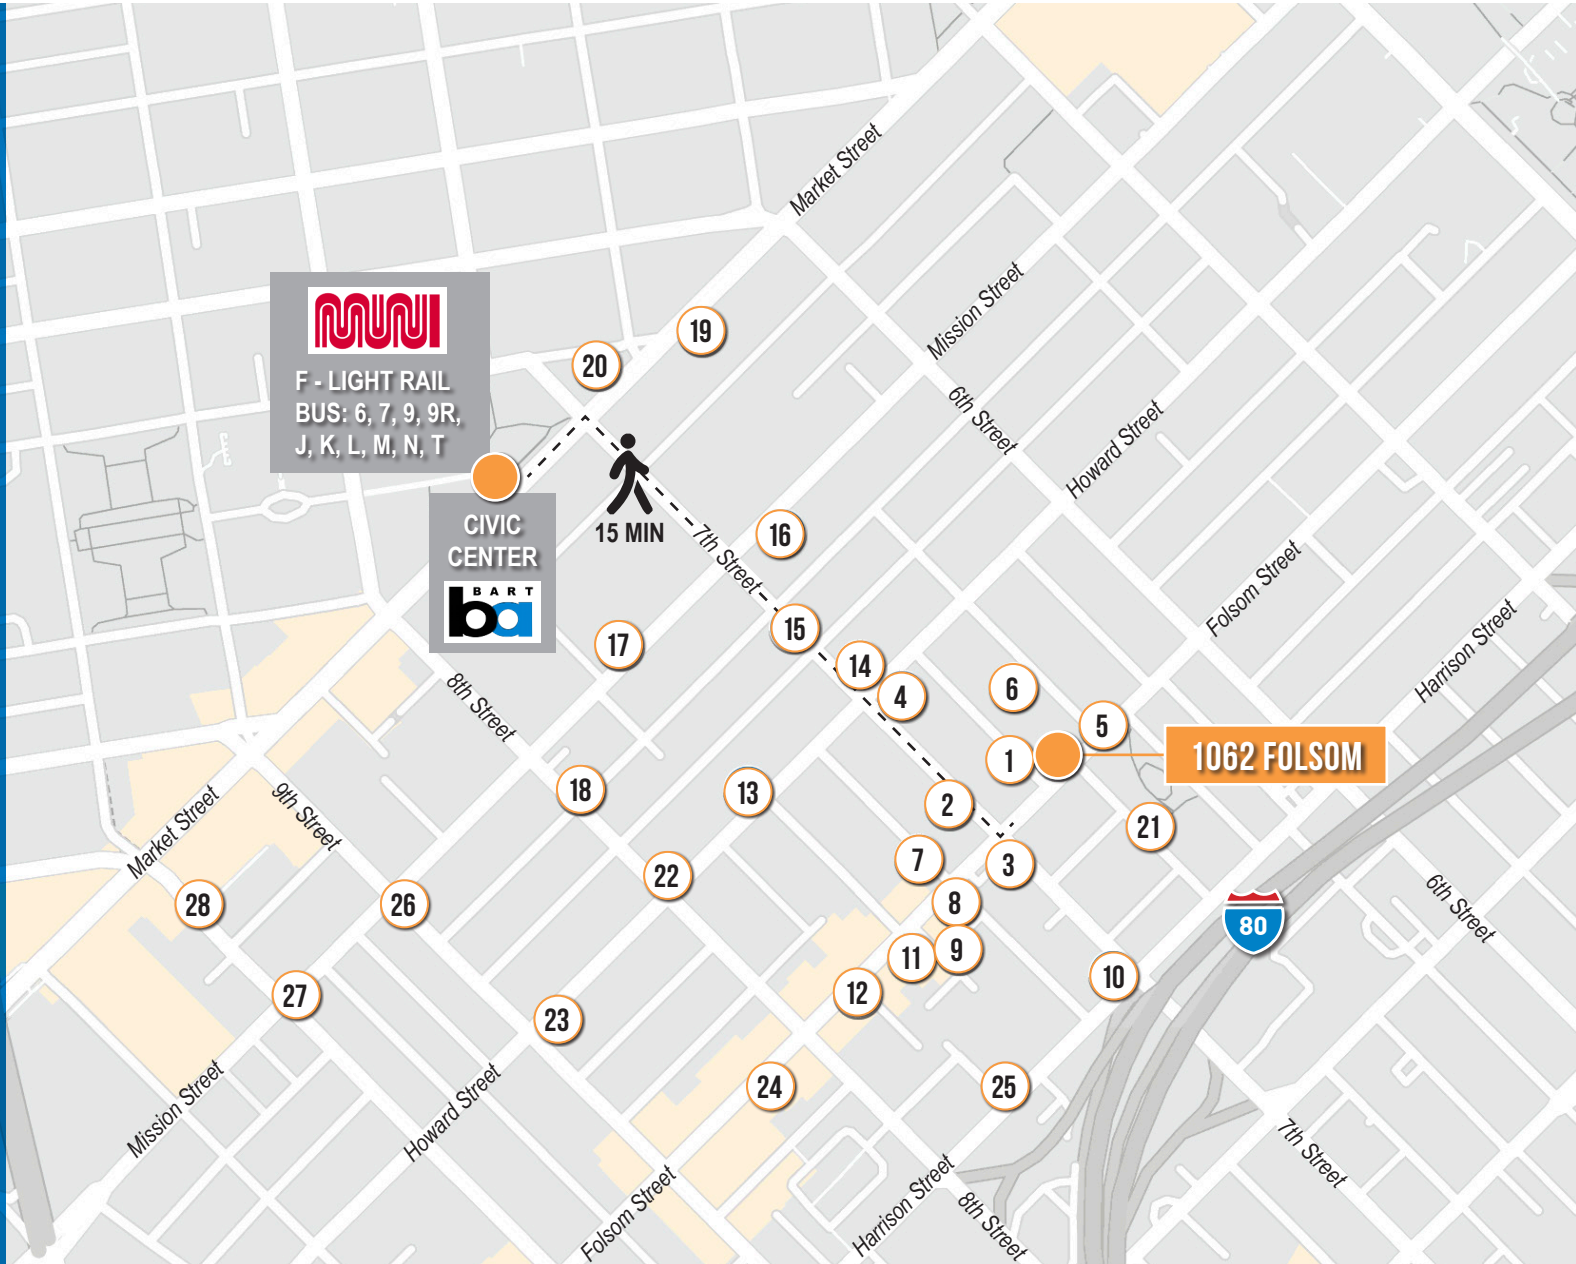 Market Street
Mission Street
19
20
MUNI
F - LIGHT RAIL
BUS: 6, 7, 9, 9R,
J, K, L, M, N, T
6th Street
Howard Street
CIVIC
CENTER
BART
ba
15 MIN
7th Street
16
Folsom Street
Harrison Street
17
15
14
4
6
5
1
1062 FOLSOM
8th Street
18
13
2
21
Market Street
9th Street
7
3
22
8
28
26
80
6th Street
9
11
10
12
27
23
24
25
Mission Street
Howard Street
7th Street
Folsom Street
Harrison Street
8th Street